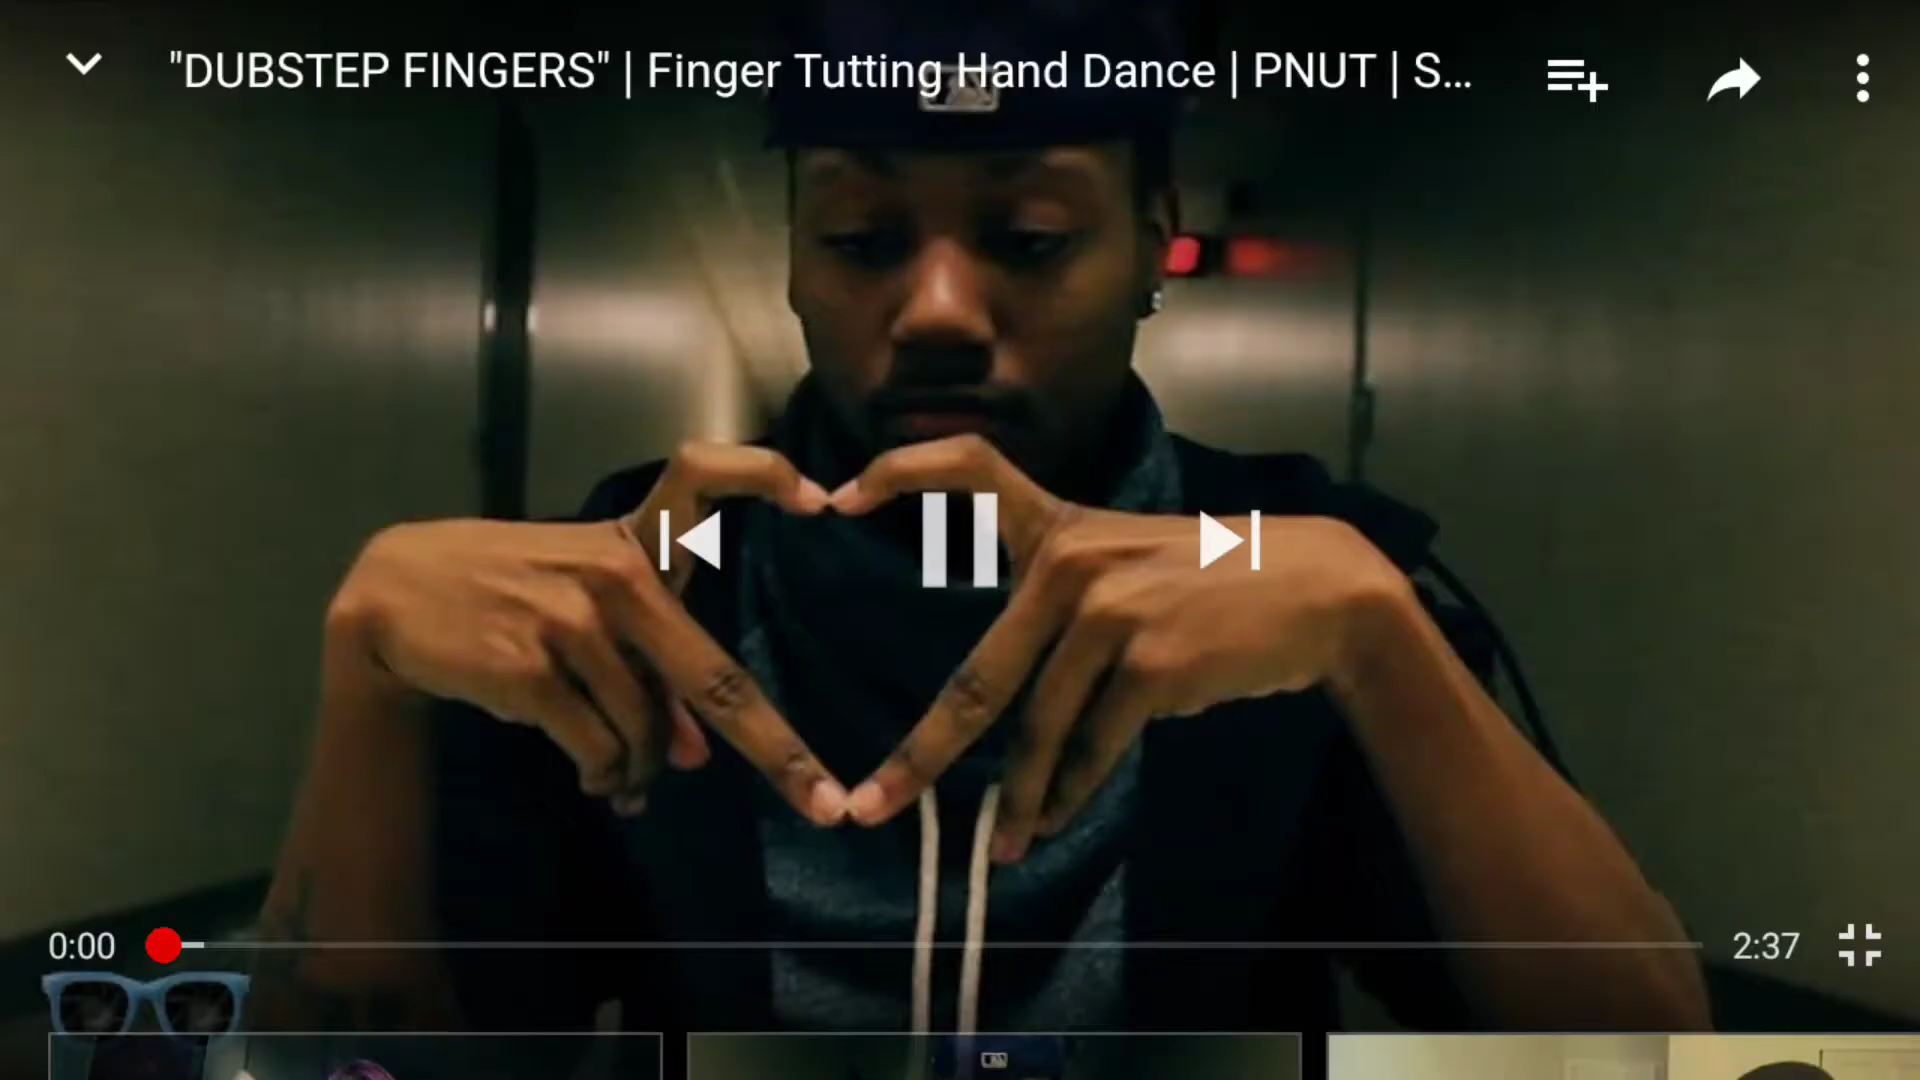 "DUBSTEP FINGERS" | Finger Tutting Hand Dance | PNUT | S...
0:00
2:37